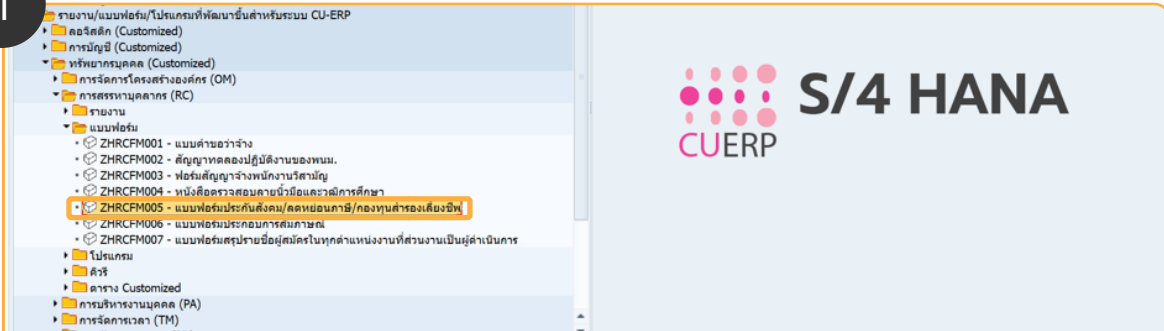 1
รายงาน/แบบฟอร์ม/โปรแกรมที่พัฒนาขึ้นสำหรับระบบ CU-ERP
ลอจิสติก (Customized)
การบัญชี (Customized)
ทรัพยากรบุคคล (Customized)
การจัดการโครงสร้างองค์กร (OM)
การสรรหาบุคลากร (RC)
รายงาน
แบบฟอร์ม
ZHRCFM001 - แบบคำขอว่าจ้าง
ZHRCFM002 - สัญญาทดลองปฏิบัติงานของพนม.
ZHRCFM003 - ฟอร์มสัญญาจ้างพนักงานวิสามัญ
ZHRCFM004 - หนังสือตรวจสอบลายนิ้วมือและวุฒิการศึกษา
ZHRCFM005 - แบบฟอร์มประกันสังคม/ลดหย่อนภาษี/กองทุนสำรองเลี้ยงชีพ
ZHRCFM006 - แบบฟอร์มประกอบการสัมภาษณ์
ZHRCFM007 - แบบฟอร์มสรุปรายชื่อผู้สมัครในทุกตำแหน่งงานที่ส่วนงานเป็นผู้ดำเนินการ
โปรแกรม
คิวรี
ตาราง Customized
การบริหารงานบุคคล (PA)
การจัดการเวลา (TM)
S/4 HANA
CUERP